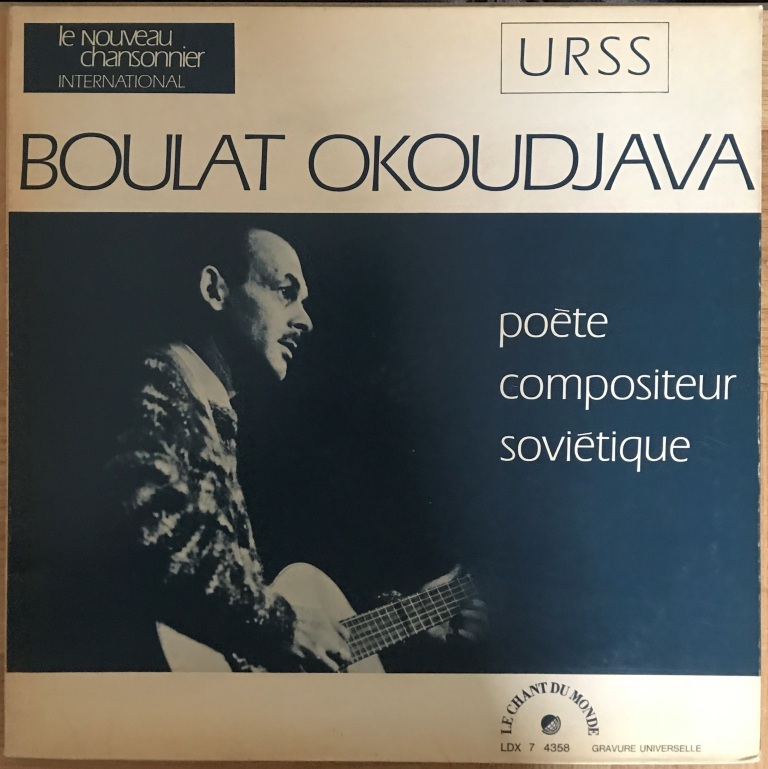 le NOUVEAU
chansonnier
INTERNATIONAL
URSS
BOULAT OKOUDJAVA
poète
compositeur
soviétique
LE CHANT DU MONDE
LDX 7 4358 GRAVURE UNIVERSELLE